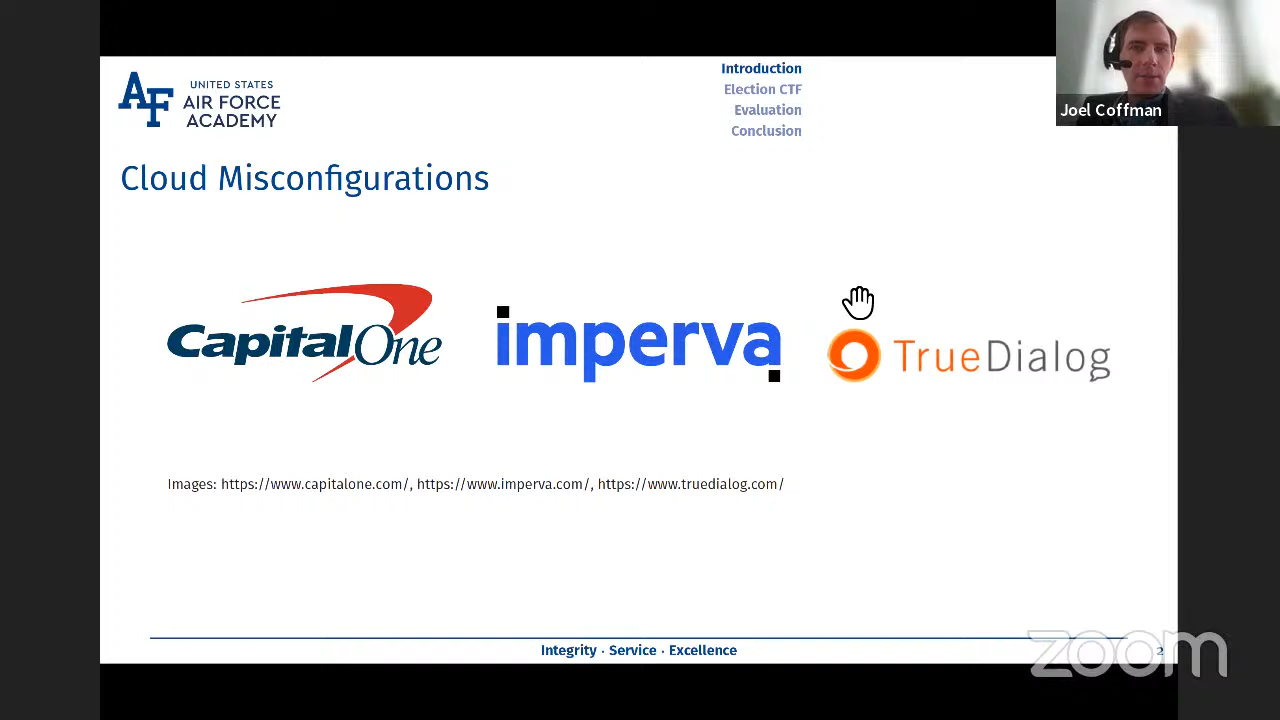 Introduction
Election CTF
Evaluation
Conclusion
AF
UNITED STATES
AIR FORCE
ACADEMY
Joel Coffman
Cloud Misconfigurations
CapitalOne
imperva
TrueDialog
Images: https://www.capitalone.com/, https://www.imperva.com/, https://www.truedialog.com/
Integrity · Service · Excellence
2
zoom